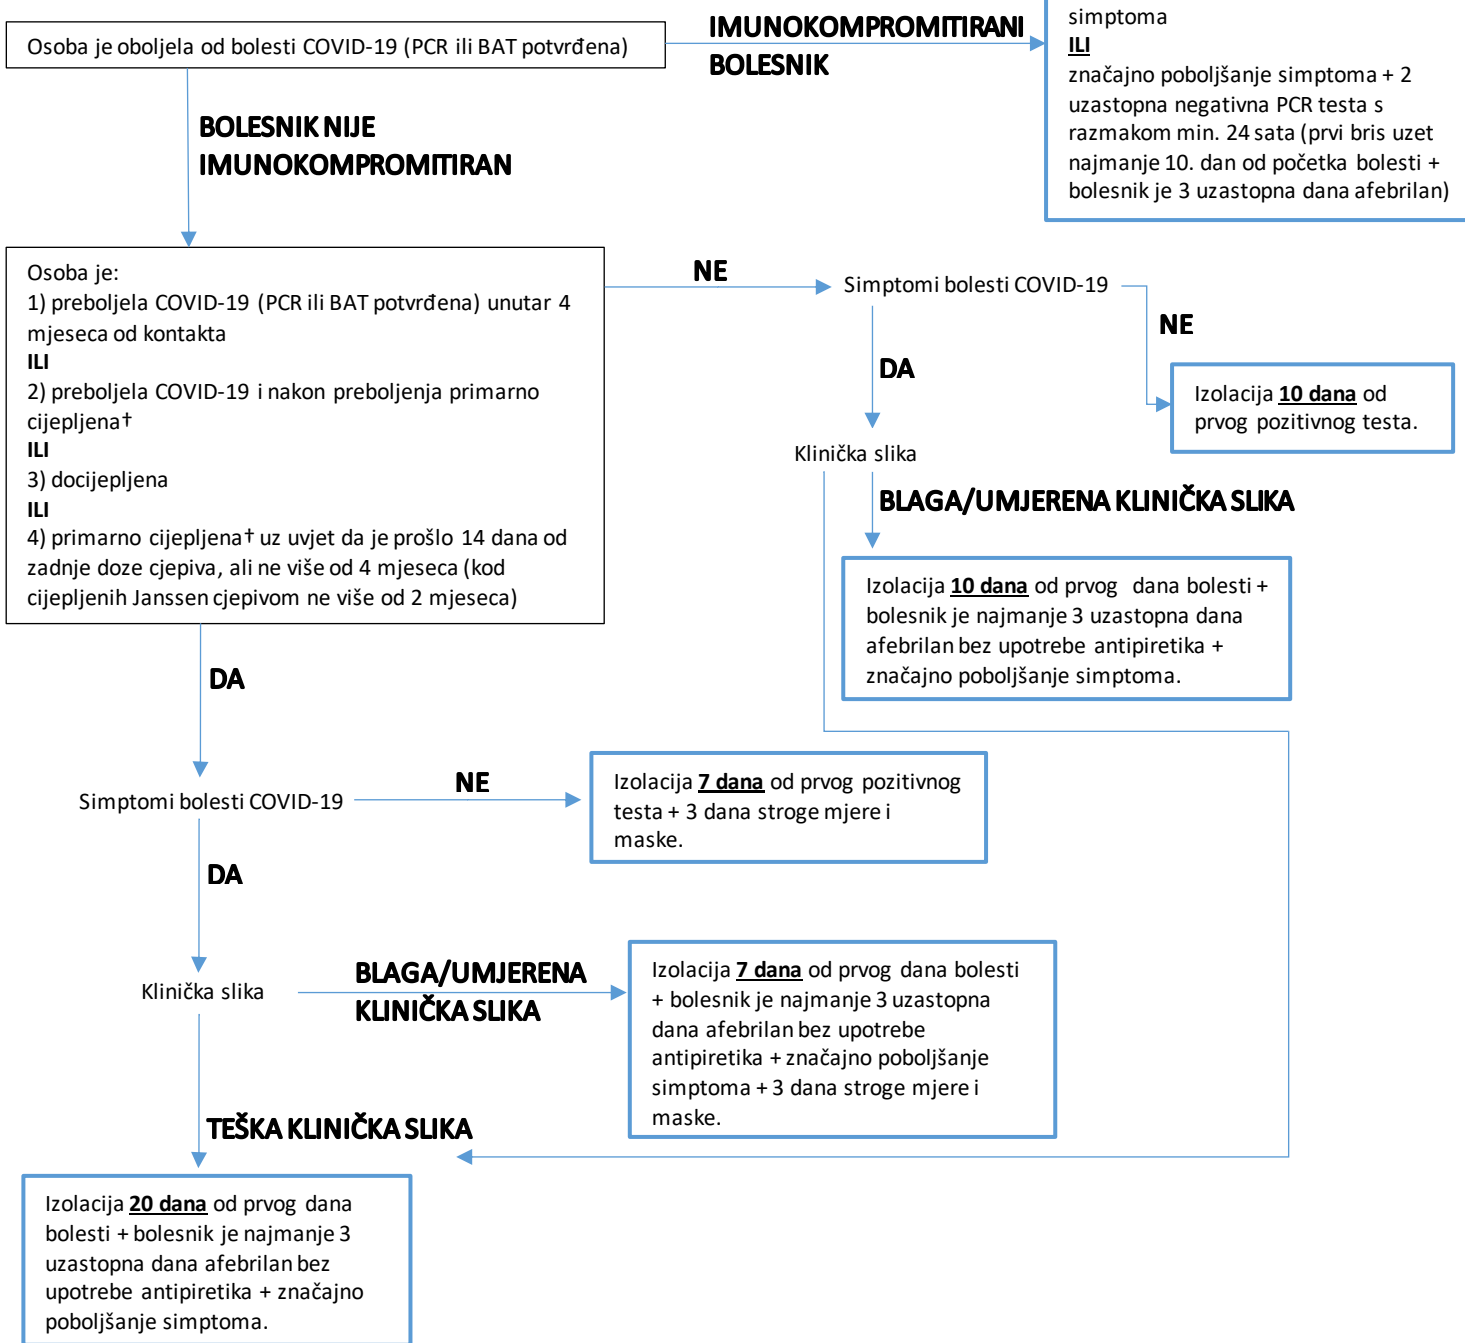 Osoba je oboljela od bolesti COVID-19 (PCR ili BAT potvrđena)
IMUNOKOMPROMITIRANI
BOLESNIK
simptoma
ILI
značajno poboljšanje simptoma + 2
uzastopna negativna PCR testa s
razmakom min. 24 sata (prvi bris uzet
najmanje 10. dan od početka bolesti +
bolesnik je 3 uzastopna dana afebrilan)
BOLESNIK NIJE
IMUNOKOMPROMITIRAN
Osoba je:
1) preboljela COVID-19 (PCR ili BAT potvrđena) unutar 4
mjeseca od kontakta
ILI
2) preboljela COVID-19 i nakon preboljenja primarno
cijepljena†
ILI
3) docijepljena
ILI
4) primarno cijepljena† uz uvjet da je prošlo 14 dana od
zadnje doze cjepiva, ali ne više od 4 mjeseca (kod
cijepljenih Janssen cjepivom ne više od 2 mjeseca)
NE
Simptomi bolesti COVID-19
NE
Izolacija 10 dana od
prvog pozitivnog testa.
DA
Klinička slika
BLAGA/UMJERENA KLINIČKA SLIKA
Izolacija 10 dana od prvog dana bolesti +
bolesnik je najmanje 3 uzastopna dana
afebrilan bez upotrebe antipiretika +
značajno poboljšanje simptoma.
DA
Simptomi bolesti COVID-19
NE
Izolacija 7 dana od prvog pozitivnog
testa + 3 dana stroge mjere i
maske.
DA
Klinička slika
BLAGA/UMJERENA
KLINIČKA SLIKA
Izolacija 7 dana od prvog dana bolesti
+ bolesnik je najmanje 3 uzastopna
dana afebrilan bez upotrebe
antipiretika + značajno poboljšanje
simptoma + 3 dana stroge mjere i
maske.
TEŠKA KLINIČKA SLIKA
Izolacija 20 dana od prvog dana
bolesti + bolesnik je najmanje 3
uzastopna dana afebrilan bez
upotrebe antipiretika + značajno
poboljšanje simptoma.